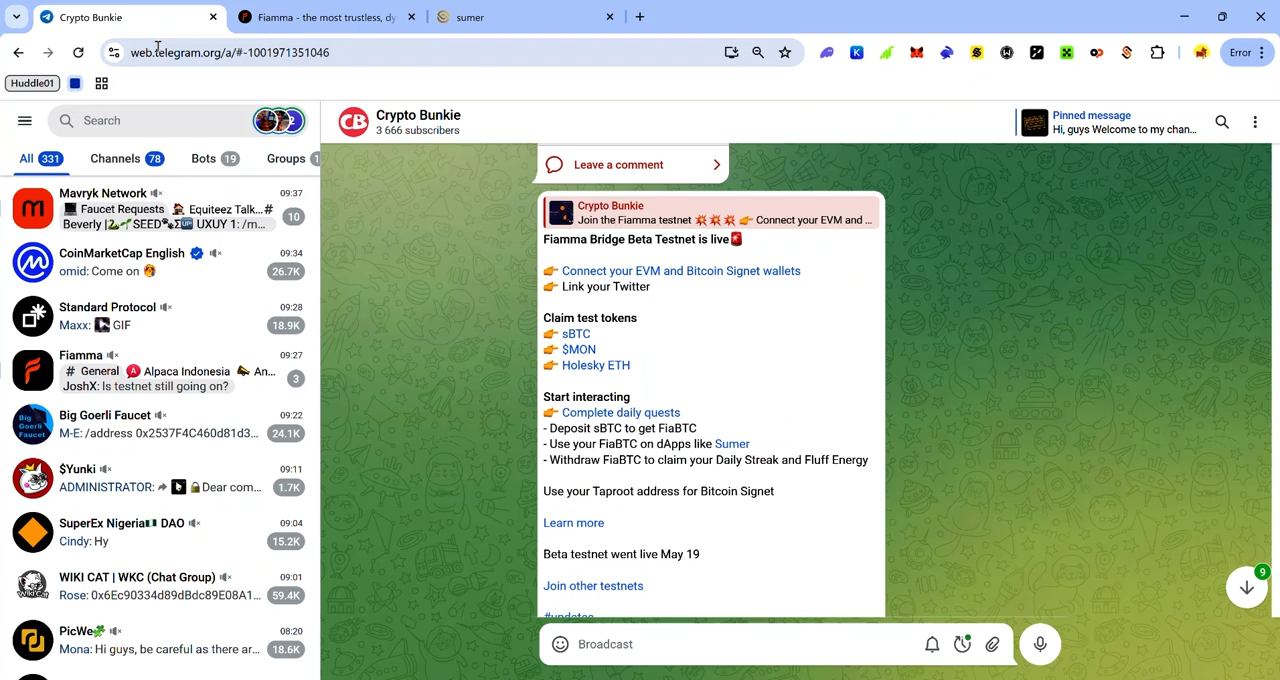 Crypto Bunkie
Fiamma - the most trustless, dy
sumer
web.telegram.org/a/#-1001971351046
Error
Huddle01
Search
2
All 331
Channels 78
Bots 19
Groups 1
Mavryk Network
09:37
Faucet Requests Equiteez Talk...#
Beverly | SEED Σ UXUY 1: /m...
10
CoinMarketCap English
09:34
omid: Come on
26.7K
Standard Protocol
09:28
Maxx: GIF
18.9K
Fiamma
09:27
# General Alpaca Indonesia An...
JoshX: Is testnet still going on?
3
Big Goerli Faucet
Big Goerli Faucet
09:22
M-E: /address 0x2537F4C460d81d3...
24.1K
$Yunki
09:11
ADMINISTRATOR: Dear com...
1.7K
SuperEx Nigeria DAO
09:04
Cindy: Hy
15.2K
WIKI CAT | WKC (Chat Group)
09:01
Rose: 0x6Ec90334d89dBdc89E08A1...
59.4K
PicWe
08:20
Mona: Hi guys, be careful as there ar...
18.6K
CB
Crypto Bunkie
3 666 subscribers
Pinned message
Hi, guys Welcome to my chan...
Leave a comment
Crypto Bunkie
Join the Fiamma testnet 💥💥💥 👉 Connect your EVM and ...
Fiamma Bridge Beta Testnet is live🚨
👉 Connect your EVM and Bitcoin Signet wallets
👉 Link your Twitter
Claim test tokens
👉 sBTC
👉 $MON
👉 Holesky ETH
Start interacting
👉 Complete daily quests
- Deposit sBTC to get FiaBTC
- Use your FiaBTC on dApps like Sumer
- Withdraw FiaBTC to claim your Daily Streak and Fluff Energy
Use your Taproot address for Bitcoin Signet
Learn more
Beta testnet went live May 19
Join other testnets
#updates
9
Broadcast